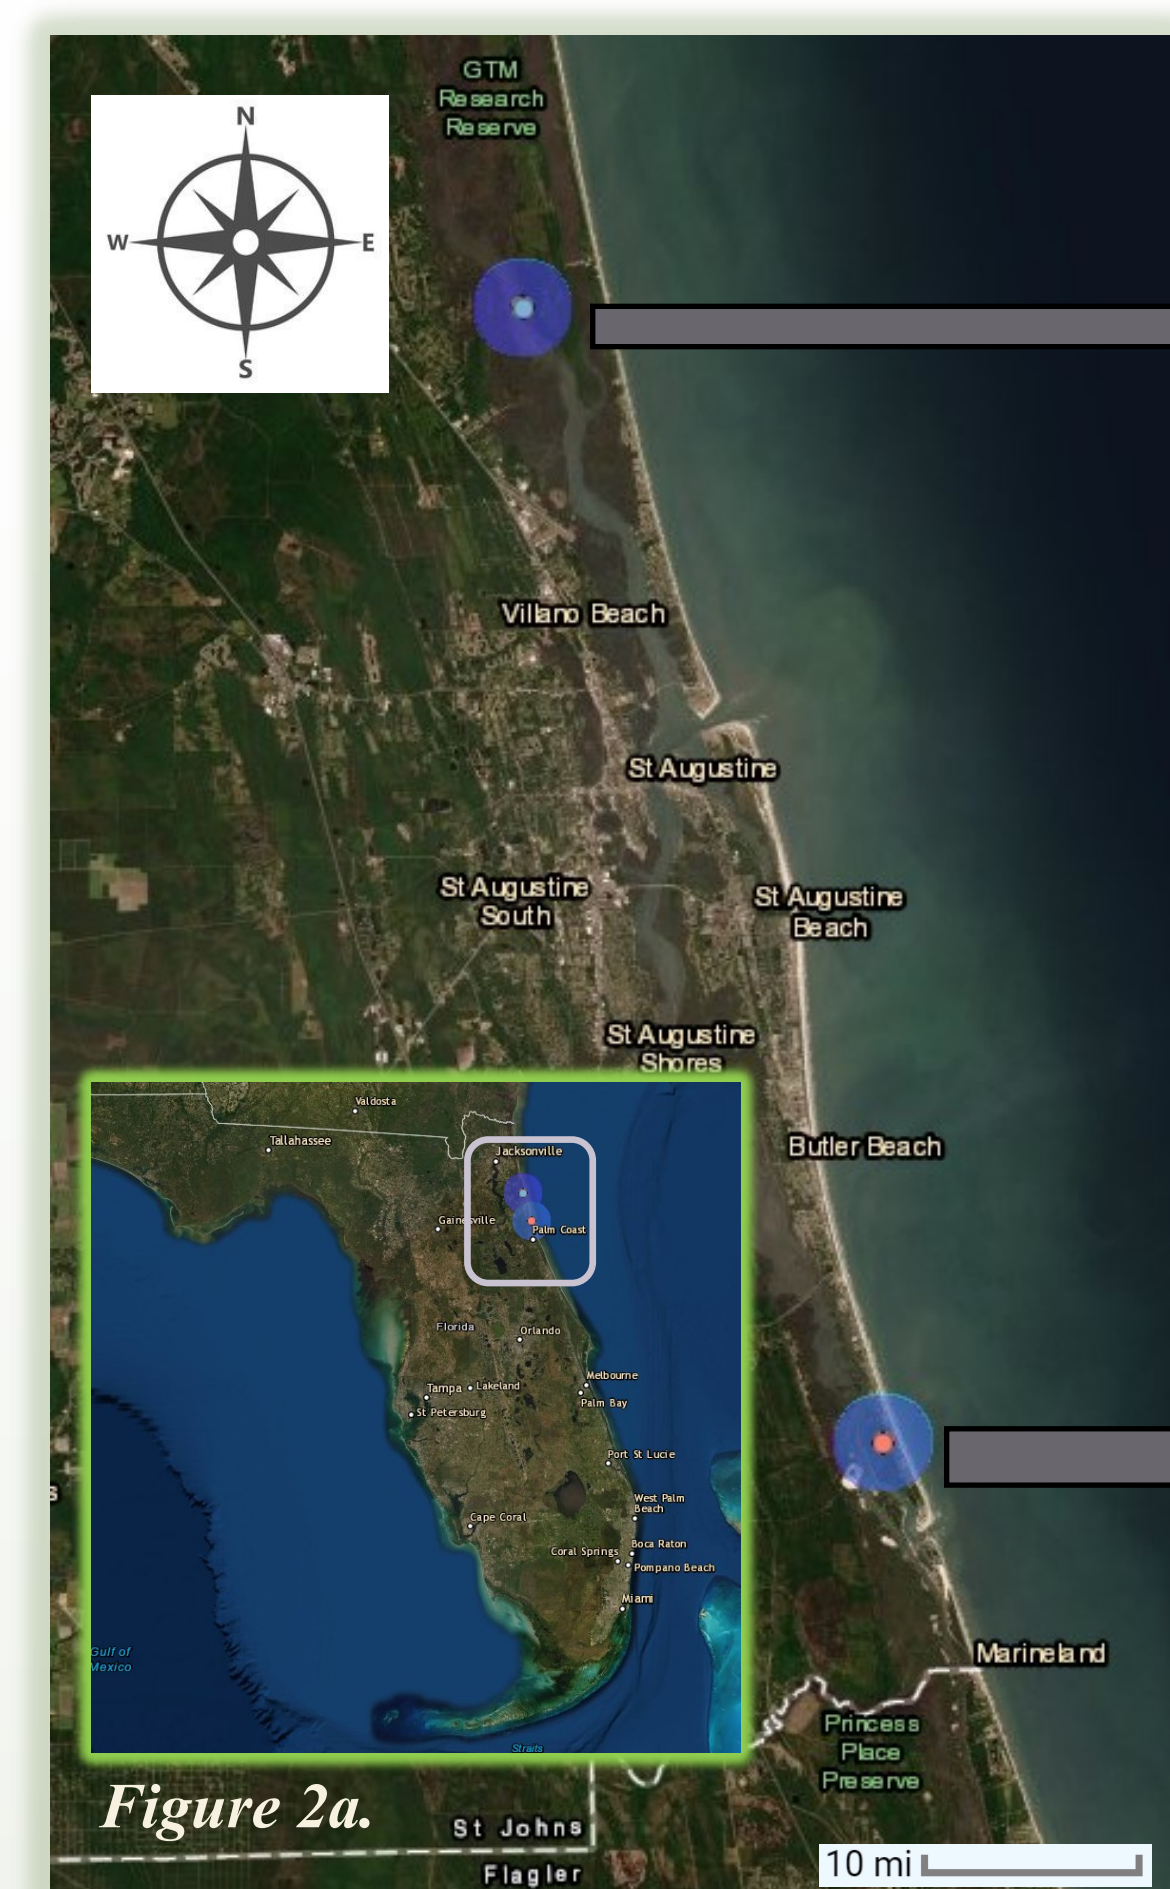 GTM
Research
Reserve
N
W
E
S
Villano Beach
St Augustine
St Augustine
South
St Augustine
Beach
St Augustine
Shores
Butler Beach
Valdosta
Tallahassee
Jacksonville
Gainesville
Palm Coast
Florida
Orlando
Tampa
Lakeland
St Petersburg
Melbourne
Palm Bay
Port St Lucie
West Palm
Beach
Cape Coral
Boca Raton
Coral Springs
Pompano Beach
Miami
Gulf of
Mexico
Straits
s
Marineland
Princess
Place
Preserve
Figure 2a.
St Johns
Flagler
10 mi